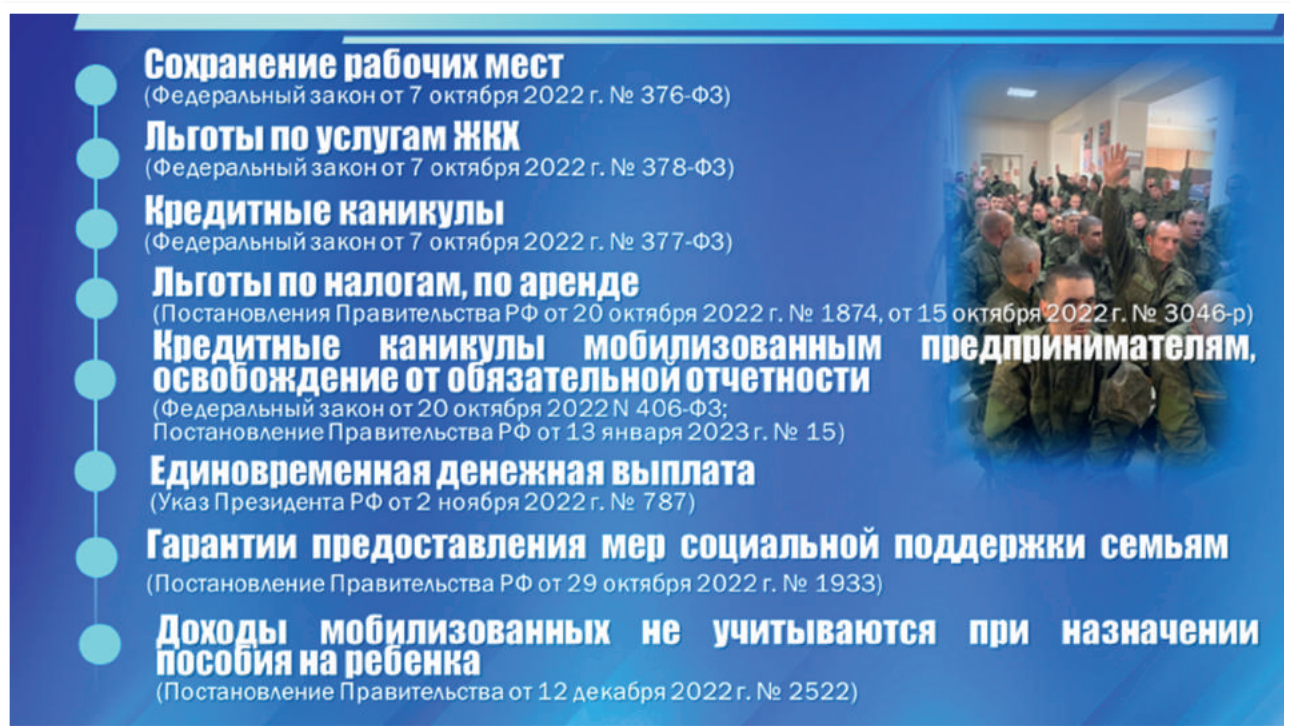 Сохранение рабочих мест
(Федеральный закон от 7 октября 2022 г. № 376-ФЗ)
Льготы по услугам ЖКХ
(Федеральный закон от 7 октября 2022 г. № 378-ФЗ)
Кредитные каникулы
(Федеральный закон от 7 октября 2022 г. № 377-ФЗ)
Льготы по налогам, по аренде
(Постановления Правительства РФ от 20 октября 2022 г. № 1874, от 15 октября 2022 г. № 3046-р)
Кредитные каникулы мобилизованным предпринимателям,
освобождение от обязательной отчетности
(Федеральный закон от 20 октября 2022 N 406-ФЗ;
Постановление Правительства РФ от 13 января 2023 г. № 15)
Единовременная денежная выплата
(Указ Президента РФ от 2 ноября 2022 г. № 787)
Гарантии предоставления мер социальной поддержки семьям
(Постановление Правительства РФ от 29 октября 2022 г. № 1933)
Доходы мобилизованных не учитываются при назначении
пособия на ребенка
(Постановление Правительства от 12 декабря 2022 г. № 2522)